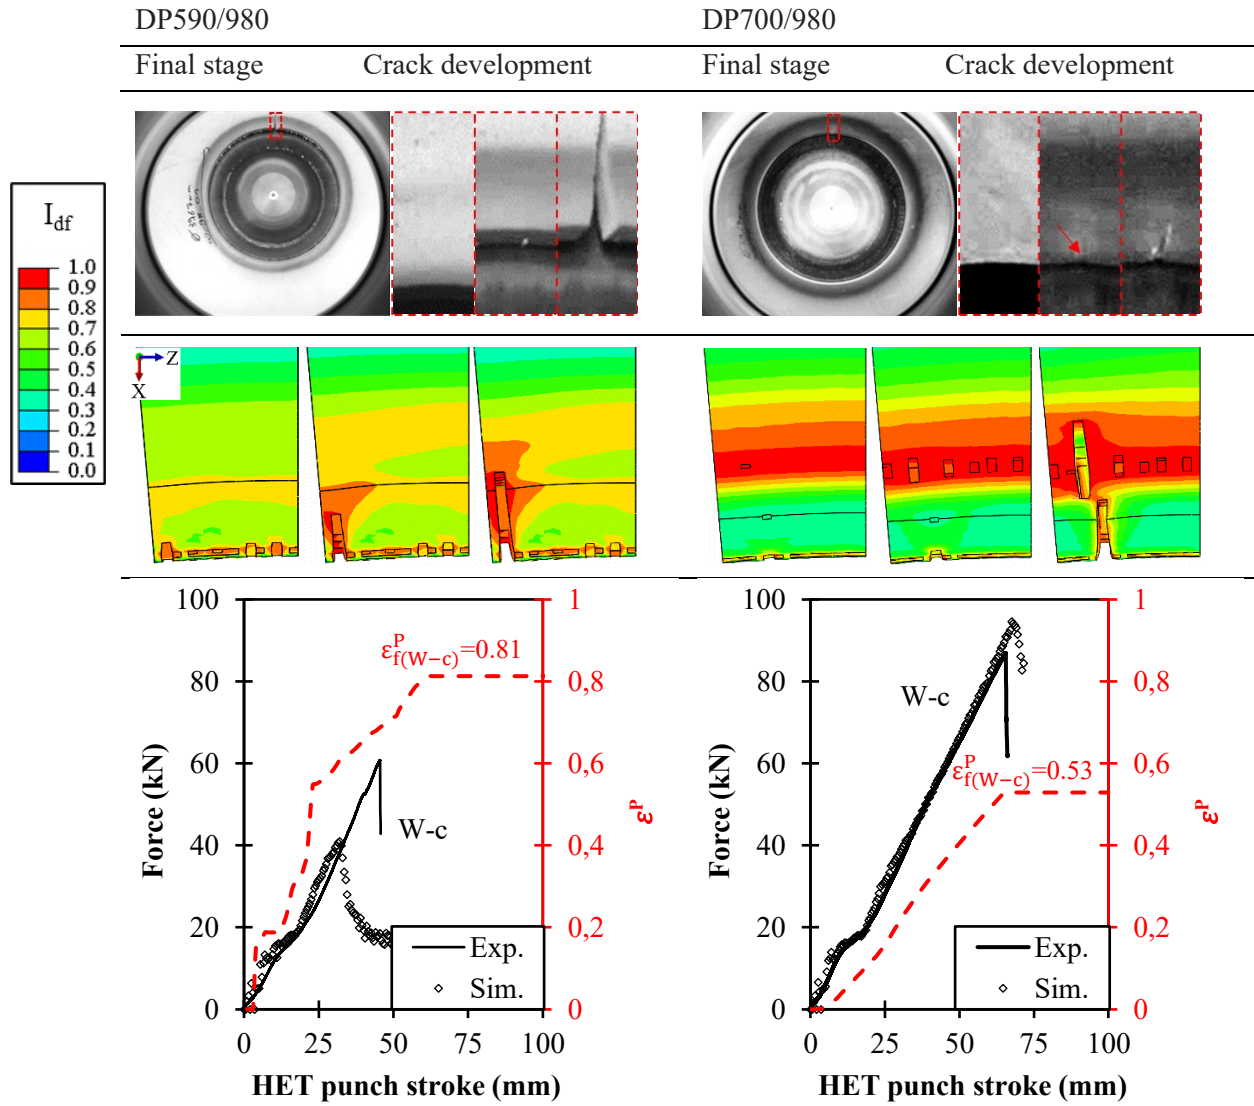 DP590/980
DP700/980
Final stage
Crack development
Final stage
Crack development
I_df
1.0
0.9
0.8
0.7
0.6
0.5
0.4
0.3
0.2
0.1
0.0
Z
X
100
80
60
40
20
0
Force (kN)
0
25
50
75
100
HET punch stroke (mm)
1
0,8
0,6
0,4
0,2
0
ε^P
ε^P_f(W−c)=0.81
W-c
Exp.
Sim.
100
80
60
40
20
0
Force (kN)
0
25
50
75
100
HET punch stroke (mm)
1
0,8
0,6
0,4
0,2
0
ε^P
W-c
ε^P_f(W−c)=0.53
Exp.
Sim.